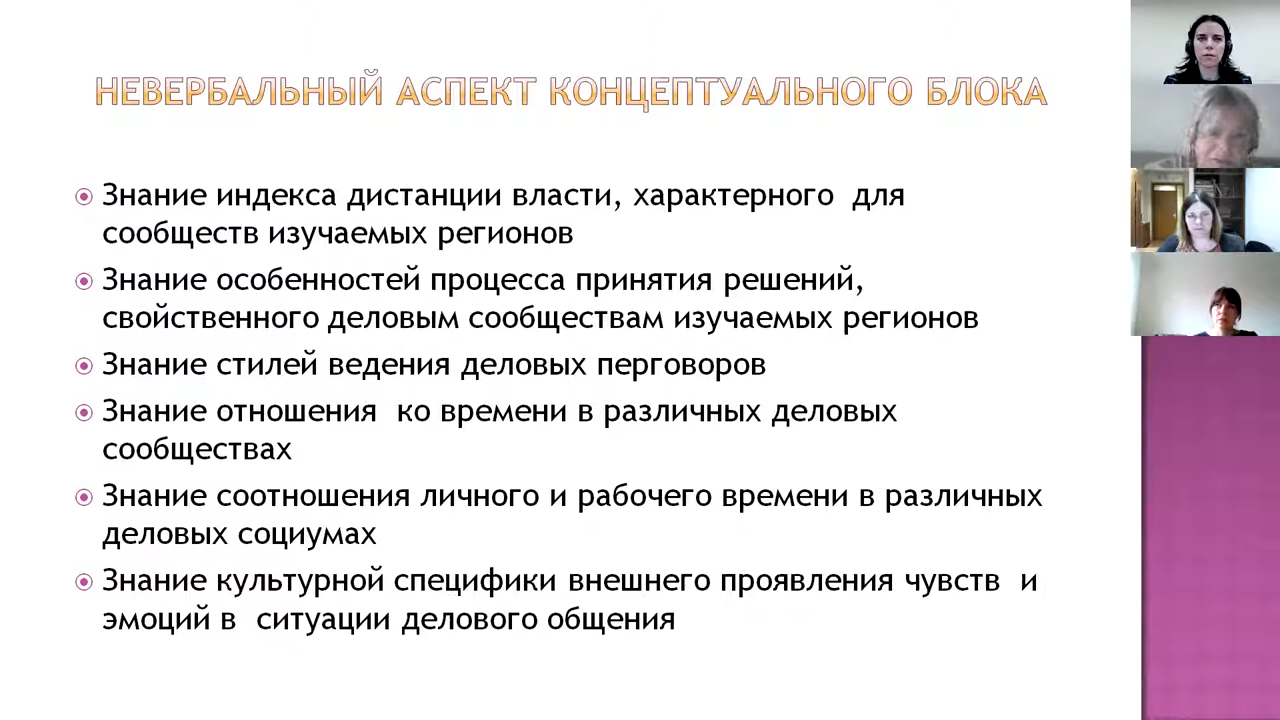 НЕВЕРБАЛЬНЫЙ АСПЕКТ КОНЦЕПТУАЛЬНОГО БЛОКА
Знание индекса дистанции власти, характерного для
сообществ изучаемых регионов
Знание особенностей процесса принятия решений,
свойственного деловым сообществам изучаемых регионов
Знание стилей ведения деловых перговоров
Знание отношения ко времени в различных деловых
сообществах
Знание соотношения личного и рабочего времени в различных
деловых социумах
Знание культурной специфики внешнего проявления чувств и
эмоций в ситуации делового общения